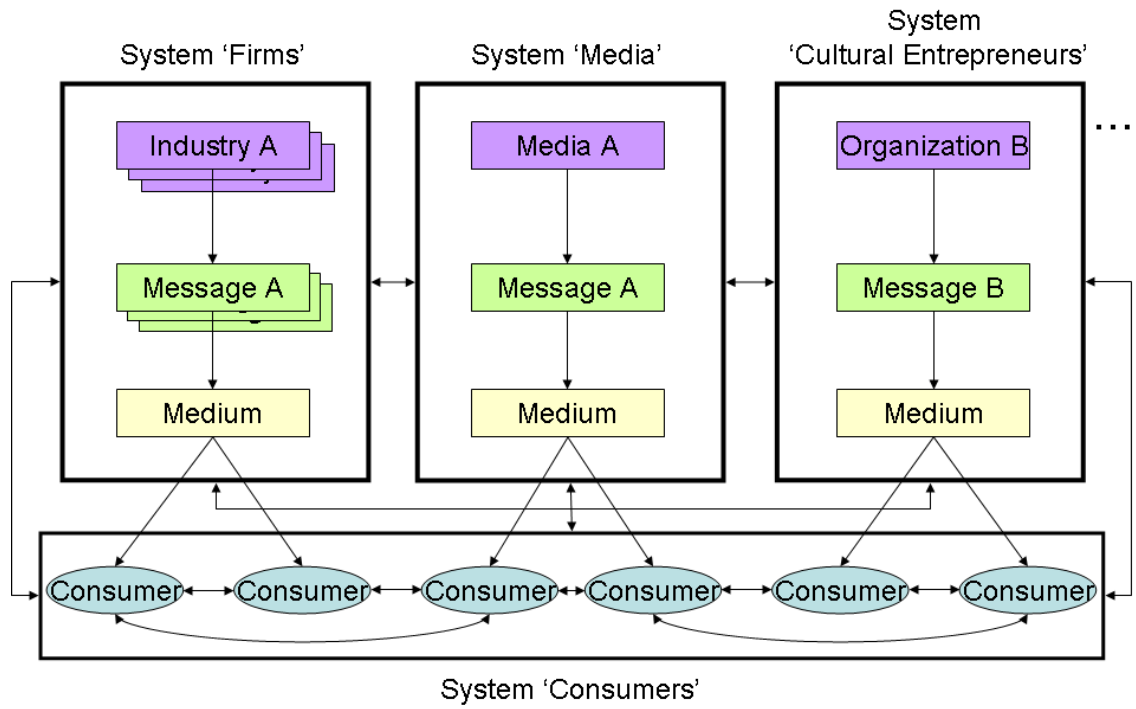 System ‘Firms’
System ‘Media’
System
‘Cultural Entrepreneurs’
Industry A
Media A
Organization B
...
Message A
Message A
Message B
Medium
Medium
Medium
Consumer
Consumer
Consumer
Consumer
Consumer
Consumer
System ‘Consumers’